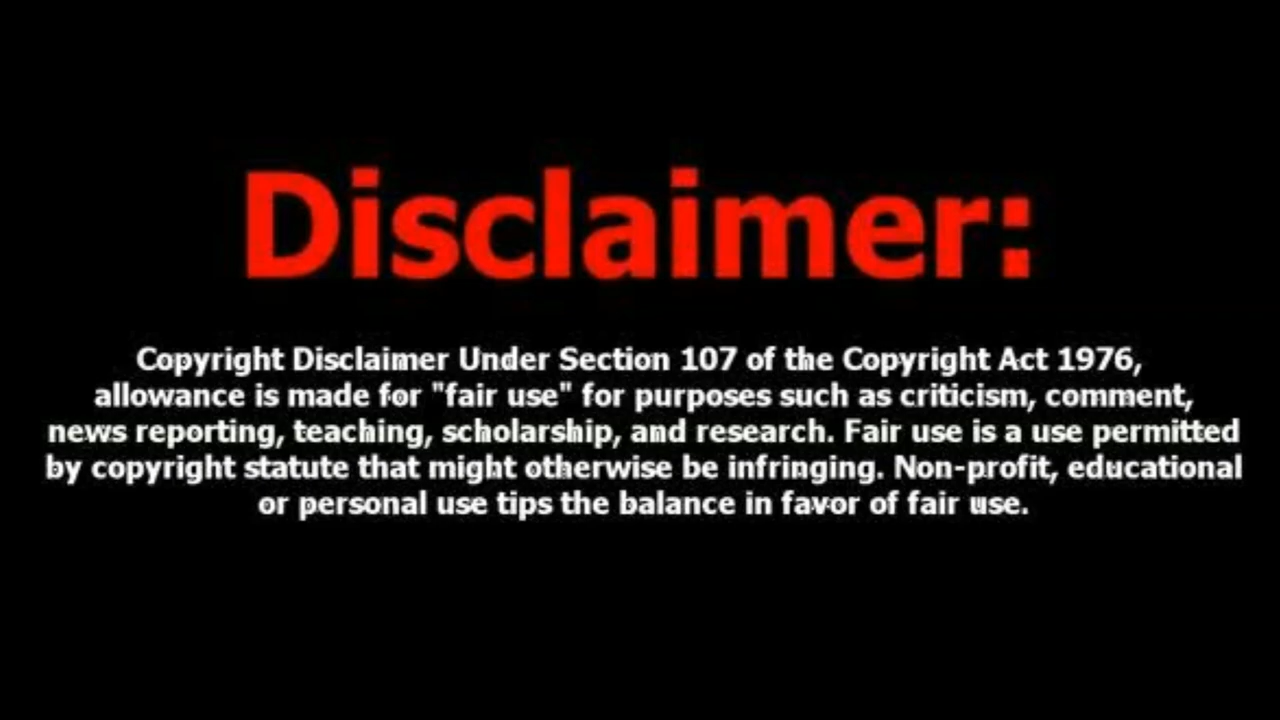 Disclaimer:
Copyright Disclaimer Under Section 107 of the Copyright Act 1976,
allowance is made for "fair use" for purposes such as criticism, comment,
news reporting, teaching, scholarship, and research. Fair use is a use permitted
by copyright statute that might otherwise be infringing. Non-profit, educational
or personal use tips the balance in favor of fair use.